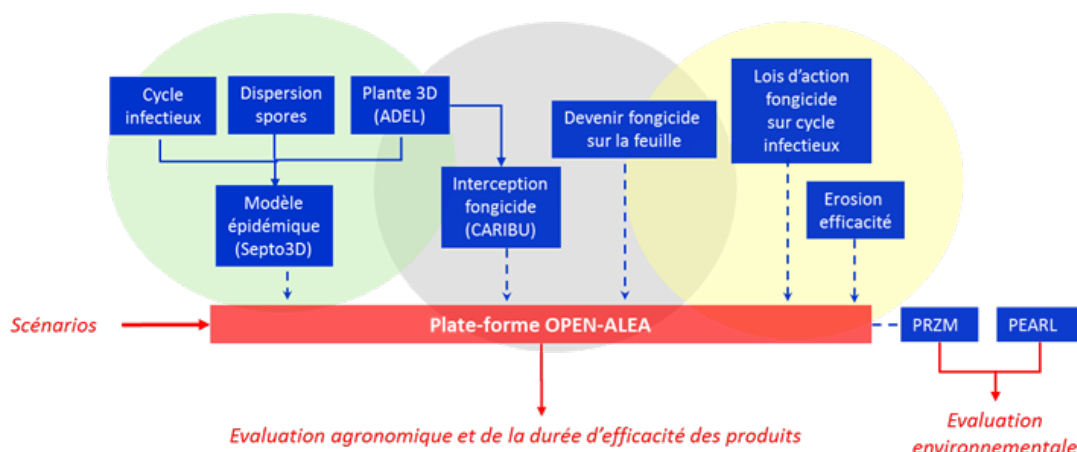 Cycle
infectieux
Dispersion
spores
Plante 3D
(ADEL)
Devenir fongicide
sur la feuille
Lois d'action
fongicide
sur cycle
infectieux
Modèle
épidémique
(Septo3D)
Interception
fongicide
(CARIBU)
Erosion
efficacité
Scénarios
Plate-forme OPEN-ALEA
PRZM
PEARL
Evaluation agronomique et de la durée d'efficacité des produits
Evaluation
environnementale